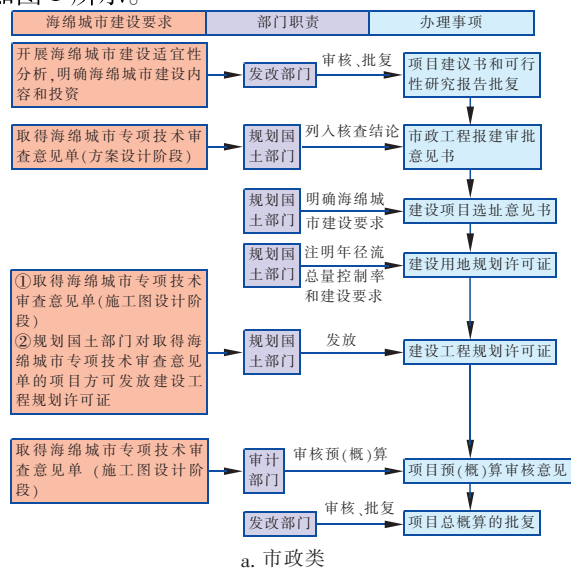 海绵城市建设要求
部门职责
办理事项
开展海绵城市建设适宜性
分析,明确海绵城市建设内
容和投资
发改部门
审核、批复
项目建议书和可行
性研究报告批复
取得海绵城市专项技术审
查意见单(方案设计阶段)
规划国
土部门
列入核查结论
市政工程报建审批
意见书
规划国
土部门
明确海绵城
市建设要求
建设项目选址意见书
规划国
土部门
注明年径流
总量控制率
和建设要求
建设用地规划许可证
①取得海绵城市专项技术
审查意见单(施工图设计阶
段)
②规划国土部门对取得海
绵城市专项技术审查意见
单的项目方可发放建设工
程规划许可证
规划国
土部门
发放
建设工程规划许可证
取得海绵城市专项技术审
查意见单 (施工图设计阶
段)
审计
部门
审核预(概)算
项目预(概)算审核意见
发改部门
审核、批复
项目总概算的批复
a. 市政类